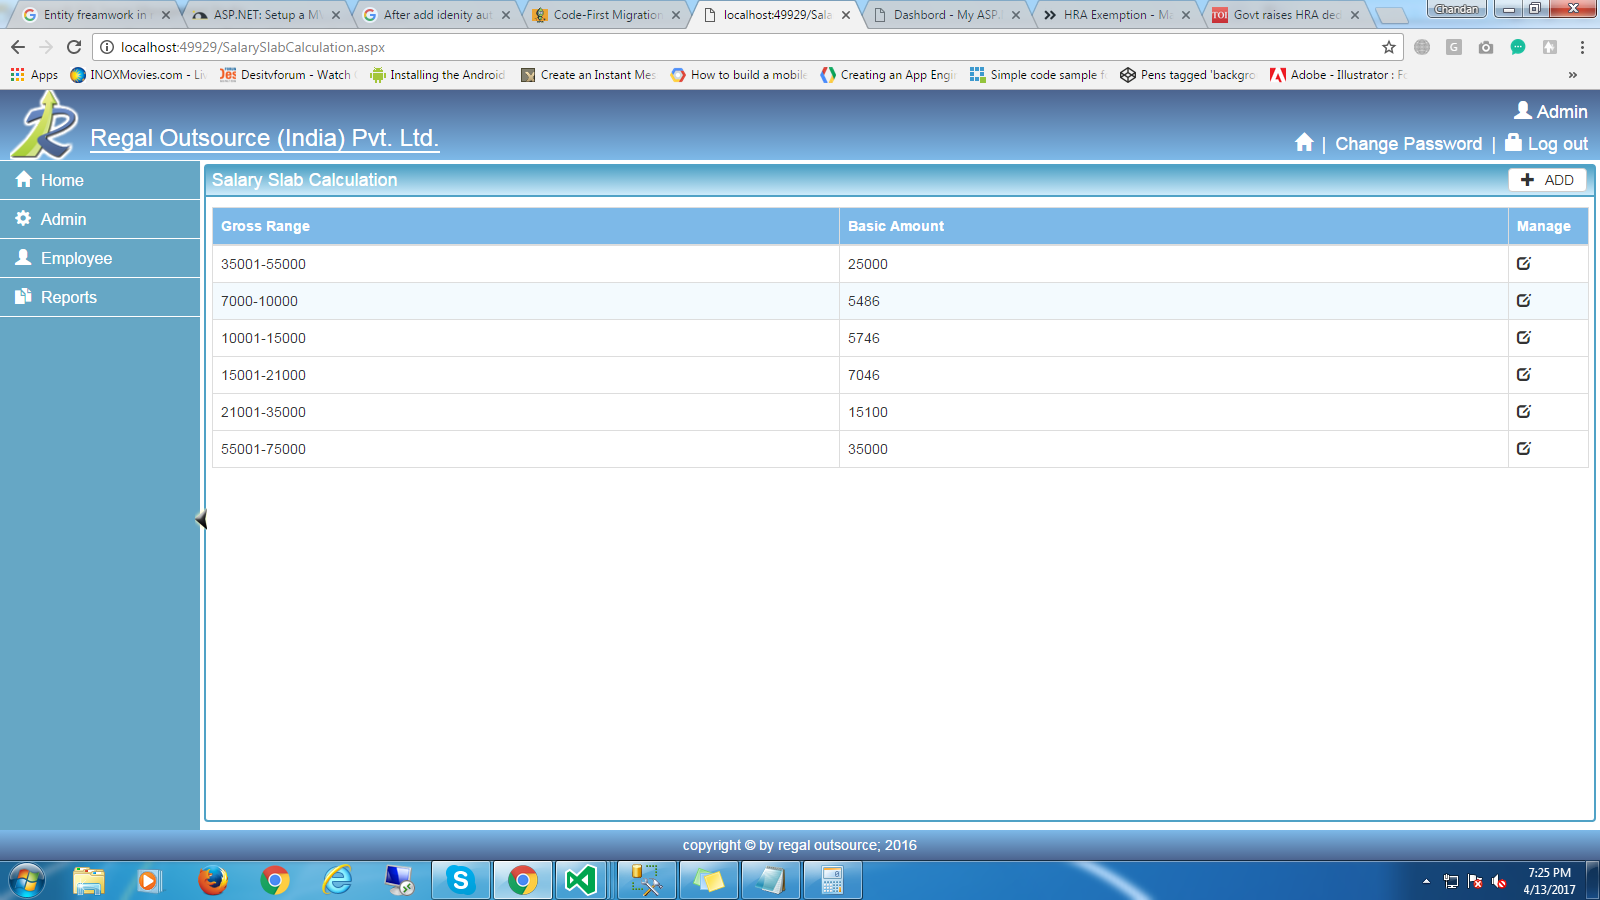 Entity freamwork in
ASP.NET: Setup a M
After add idenity aut
Code-First Migration
localhost:49929/Sala
Dashbord - My ASP.
HRA Exemption - Ma
TOI Govt raises HRA ded
Chandan
localhost:49929/SalarySlabCalculation.aspx
Apps
INOXMovies.com - Li
Desitvforum - Watch
Installing the Android
Create an Instant Mes
How to build a mobile
Creating an App Engi
Simple code sample f
Pens tagged 'backgro
Adobe - Illustrator : Fo
»
Regal Outsource (India) Pvt. Ltd.
Admin
| Change Password | Log out
Home
Admin
Employee
Reports
Salary Slab Calculation
ADD
Gross Range Basic Amount Manage
35001-55000 25000
7000-10000 5486
10001-15000 5746
15001-21000 7046
21001-35000 15100
55001-75000 35000
copyright © by regal outsource; 2016
7:25 PM
4/13/2017